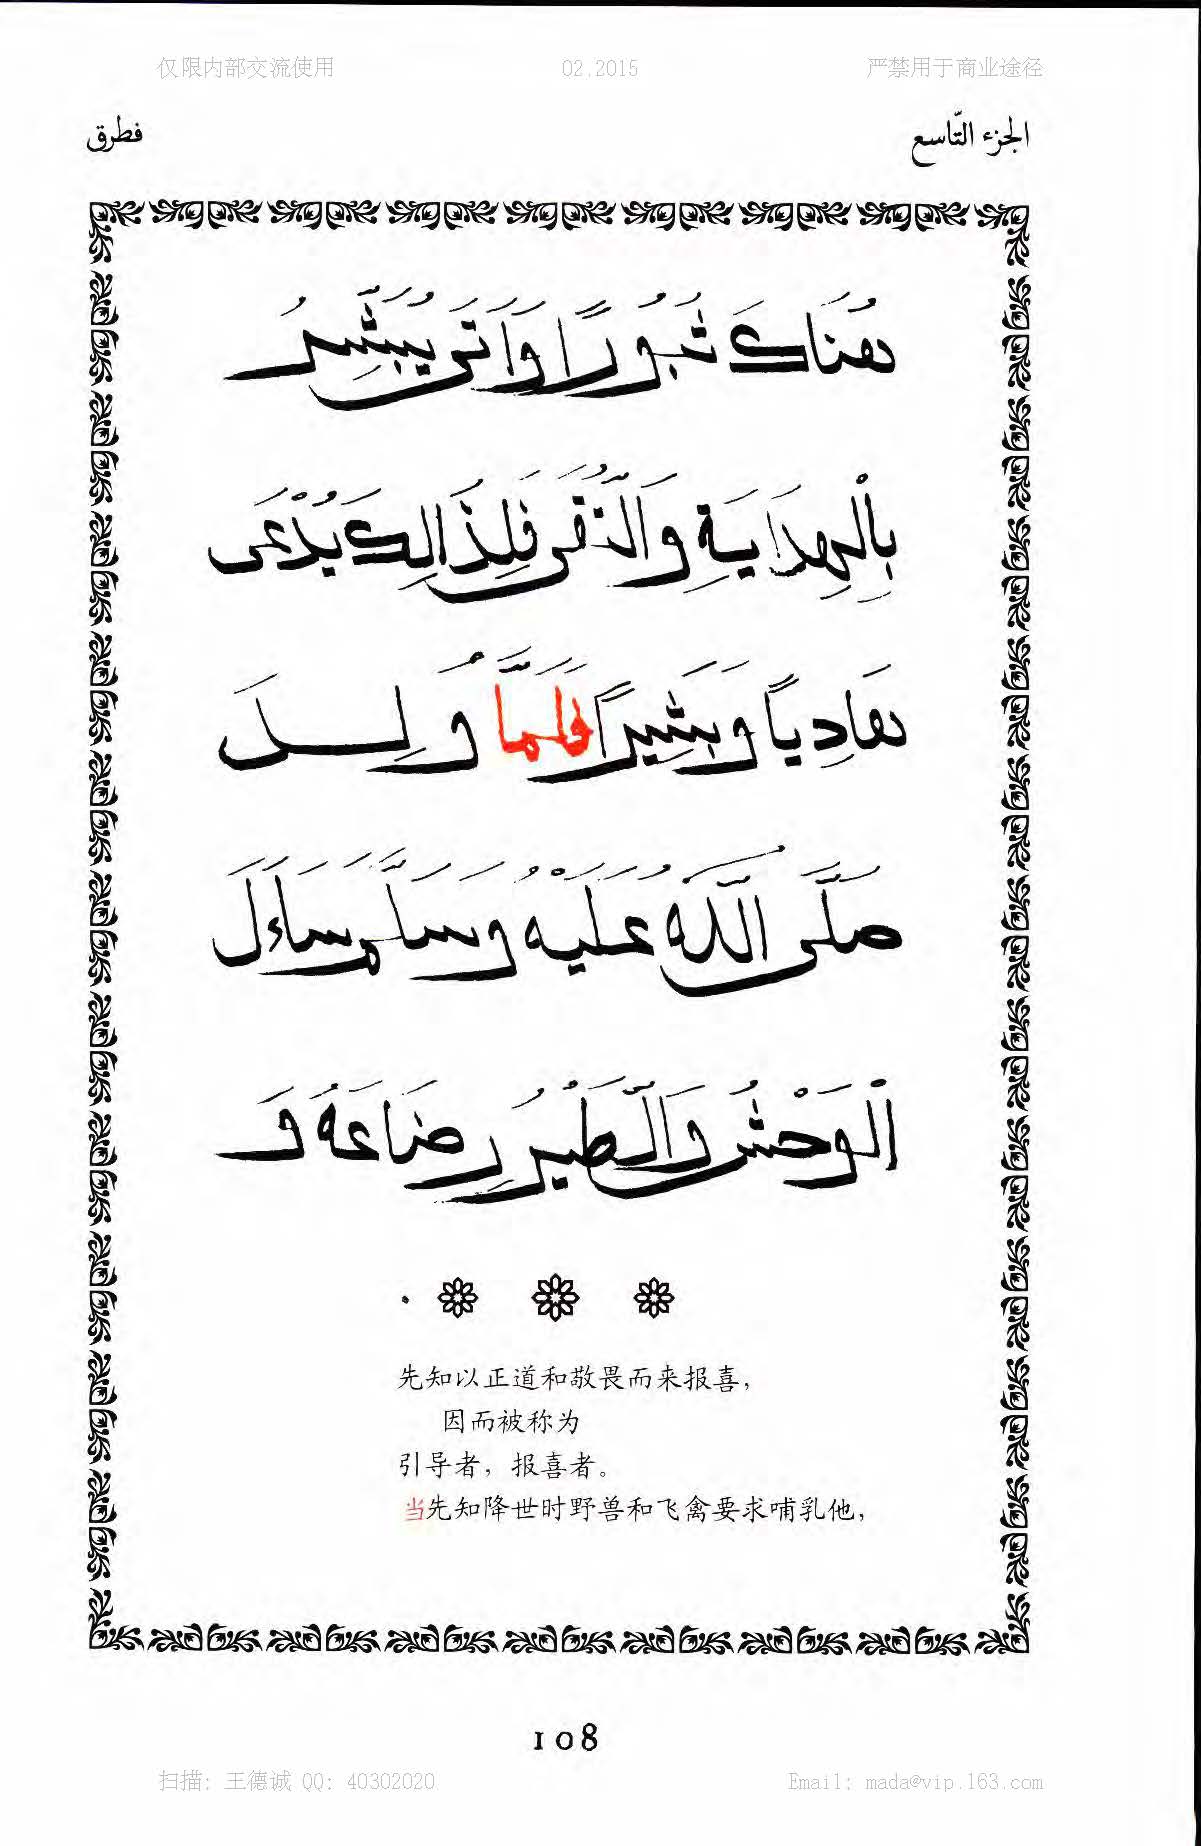 仅限内部交流使用 02.2015 严禁用于商业途径
الجزء التّاسع فطرق
هُنَاكَ ثُبُورًا وَأَتَى يُبَشِّرُ
بِالْهِدَايَةِ وَالتُّقَى فَلِذَالِكَ يُدْعَى
هَادِيًا وَبَشِيرًا فَلَمَّا وُلِدَ
صَلَّى اللَّهُ عَلَيْهِ وَسَلَّمَ سَاءَلَ
الْوَحْشُ وَالطَّيْرُ رِضَاعَهُ وَ
先知以正道和敬畏而来报喜，
因而被称为
引导者，报喜者。
当先知降世时野兽和飞禽要求哺乳他，
108
扫描: 王德诚 QQ: 40302020 Email: mada@vip.163.com